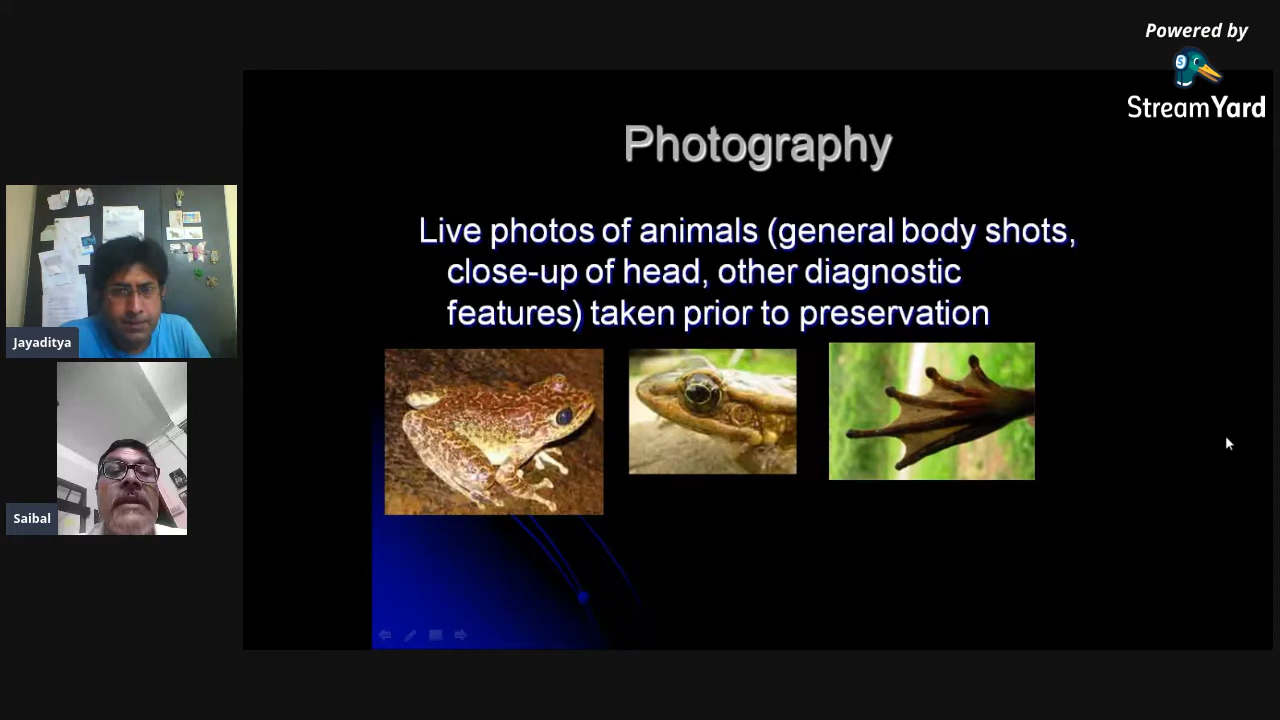 Powered by
StreamYard
Photography
Live photos of animals (general body shots,
close-up of head, other diagnostic
features) taken prior to preservation
Jayaditya
Saibal